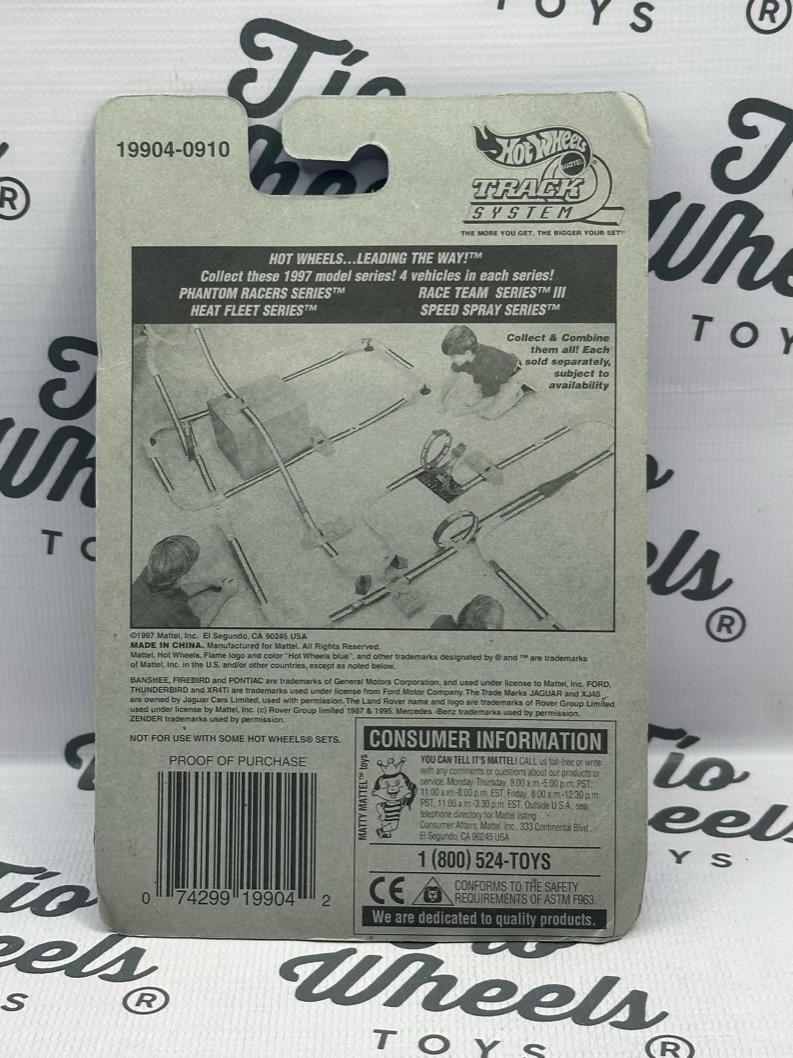 TOYS ®
Tío
Wheels
TOYS
®
19904-0910
HOT WHEELS
MATTEL
TRACK
SYSTEM
THE MORE YOU GET, THE BIGGER YOUR SET!
HOT WHEELS...LEADING THE WAY!™
Collect these 1997 model series! 4 vehicles in each series!
PHANTOM RACERS SERIES™ RACE TEAM SERIES™ III
HEAT FLEET SERIES™ SPEED SPRAY SERIES™
Collect & Combine
them all! Each
sold separately,
subject to
availability
©1997 Mattel, Inc. El Segundo, CA 90245 USA
MADE IN CHINA. Manufactured for Mattel. All Rights Reserved.
Mattel, Hot Wheels, Flame logo and color "Hot Wheels blue", and other trademarks designated by ® and ™ are trademarks
of Mattel, Inc. in the U.S. and/or other countries, except as noted below.
BANSHEE, FIREBIRD and PONTIAC are trademarks of General Motors Corporation, and used under license to Mattel, Inc. FORD,
THUNDERBIRD and XR4Ti are trademarks used under license from Ford Motor Company. The Trade Marks JAGUAR and XJ40
are owned by Jaguar Cars Limited, used with permission. The Land Rover name and logo are trademarks of Rover Group Limited
used under license by Mattel, Inc. (c) Rover Group limited 1987 & 1995. Mercedes -Benz trademarks used by permission.
ZENDER trademarks used by permission.
NOT FOR USE WITH SOME HOT WHEELS® SETS.
PROOF OF PURCHASE
0 74299 19904 2
CONSUMER INFORMATION
MATTY MATTEL™ toys
YOU CAN TELL IT'S MATTEL! CALL us toll-free or write
with any comments or questions about our products or
service. Monday-Thursday, 8:00 a.m.-5:00 p.m. PST;
11:00 a.m-8:00 p.m. EST; Friday, 8:00 a.m.-12:30 p.m.
PST, 11:00 a.m-3:30 p.m. EST. Outside U.S.A., see
telephone directory for Mattel listing.
Consumer Affairs, Mattel, Inc., 333 Continental Blvd.,
El Segundo, CA 90245 USA
1 (800) 524-TOYS
CE CONFORMS TO THE SAFETY
REQUIREMENTS OF ASTM F963.
We are dedicated to quality products.
Tío
Wheels
®
Wheels
TOYS ®